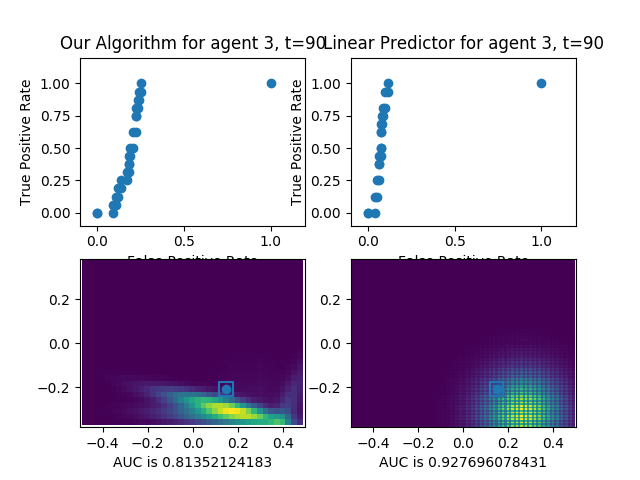 Our Algorithm for agent 3, t=90
Linear Predictor for agent 3, t=90
True Positive Rate
1.00
0.75
0.50
0.25
0.00
0.0 0.5 1.0
False Positive Rate
True Positive Rate
1.00
0.75
0.50
0.25
0.00
0.0 0.5 1.0
False Positive Rate
0.2
0.0
−0.2
−0.4 −0.2 0.0 0.2 0.4
AUC is 0.81352124183
0.2
0.0
−0.2
−0.4 −0.2 0.0 0.2 0.4
AUC is 0.927696078431